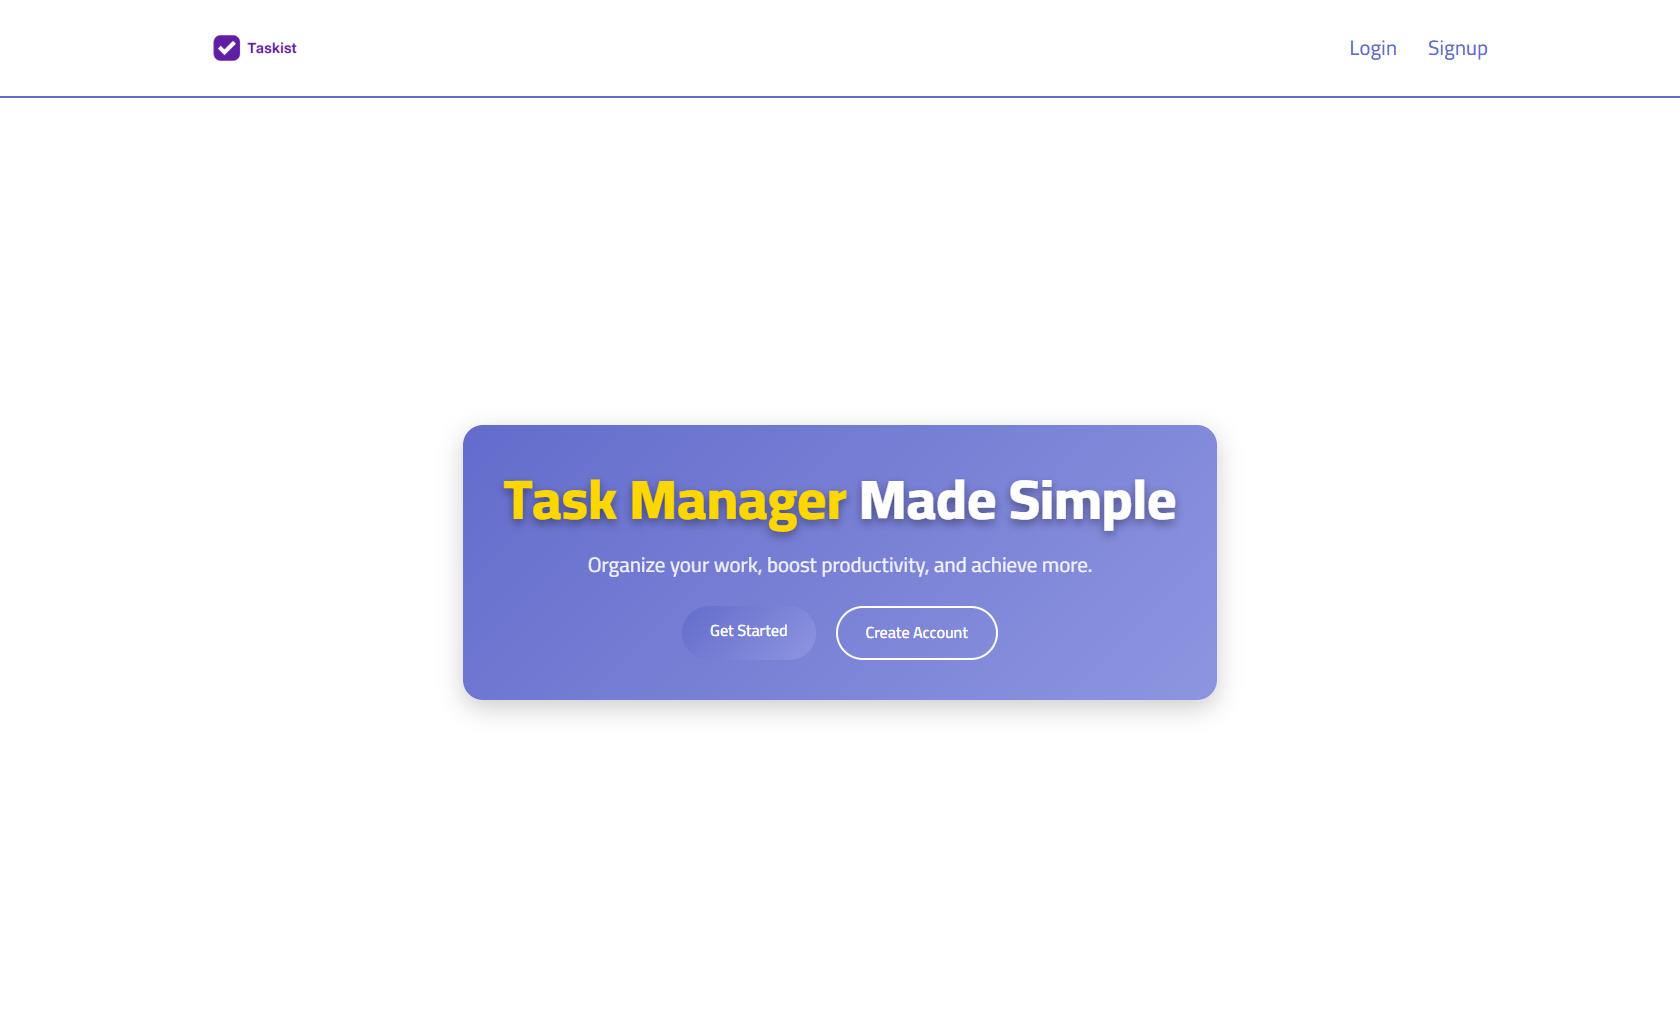 Taskist
Login Signup
Task Manager Made Simple
Organize your work, boost productivity, and achieve more.
Get Started
Create Account